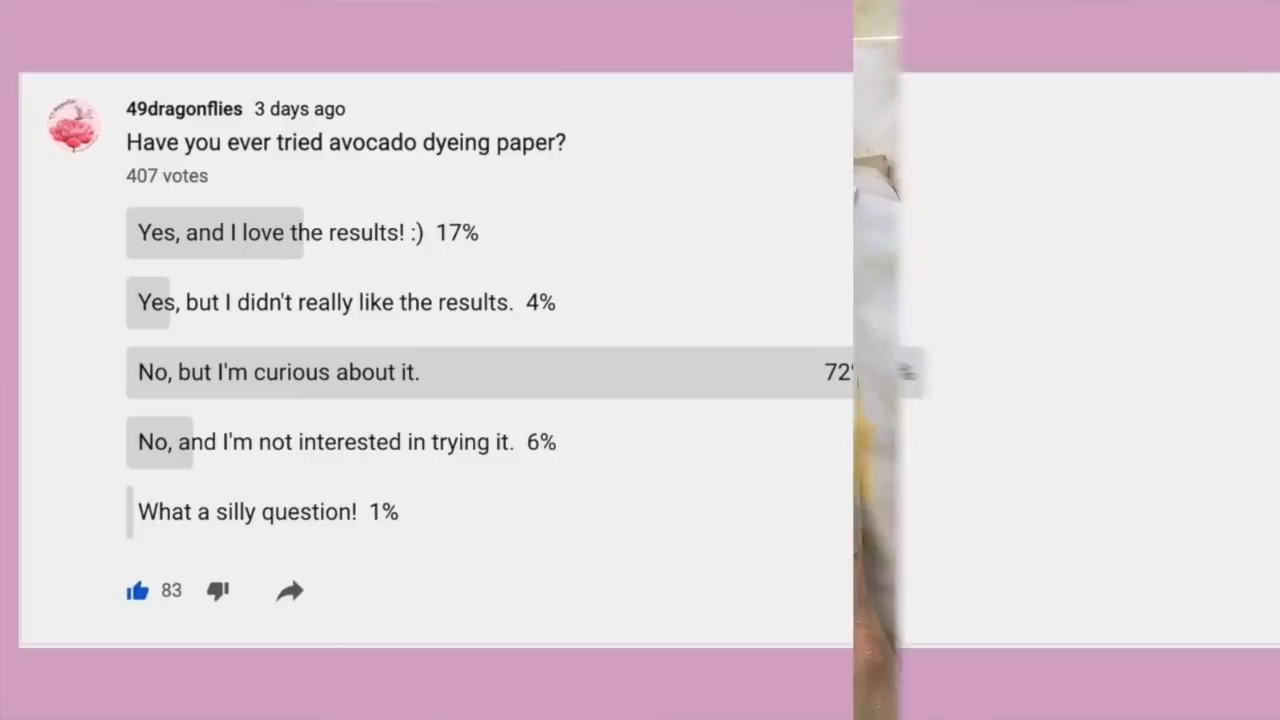 49dragonflies 3 days ago
Have you ever tried avocado dyeing paper?
407 votes
Yes, and I love the results! :) 17%
Yes, but I didn't really like the results. 4%
No, but I'm curious about it. 72
No, and I'm not interested in trying it. 6%
What a silly question! 1%
83